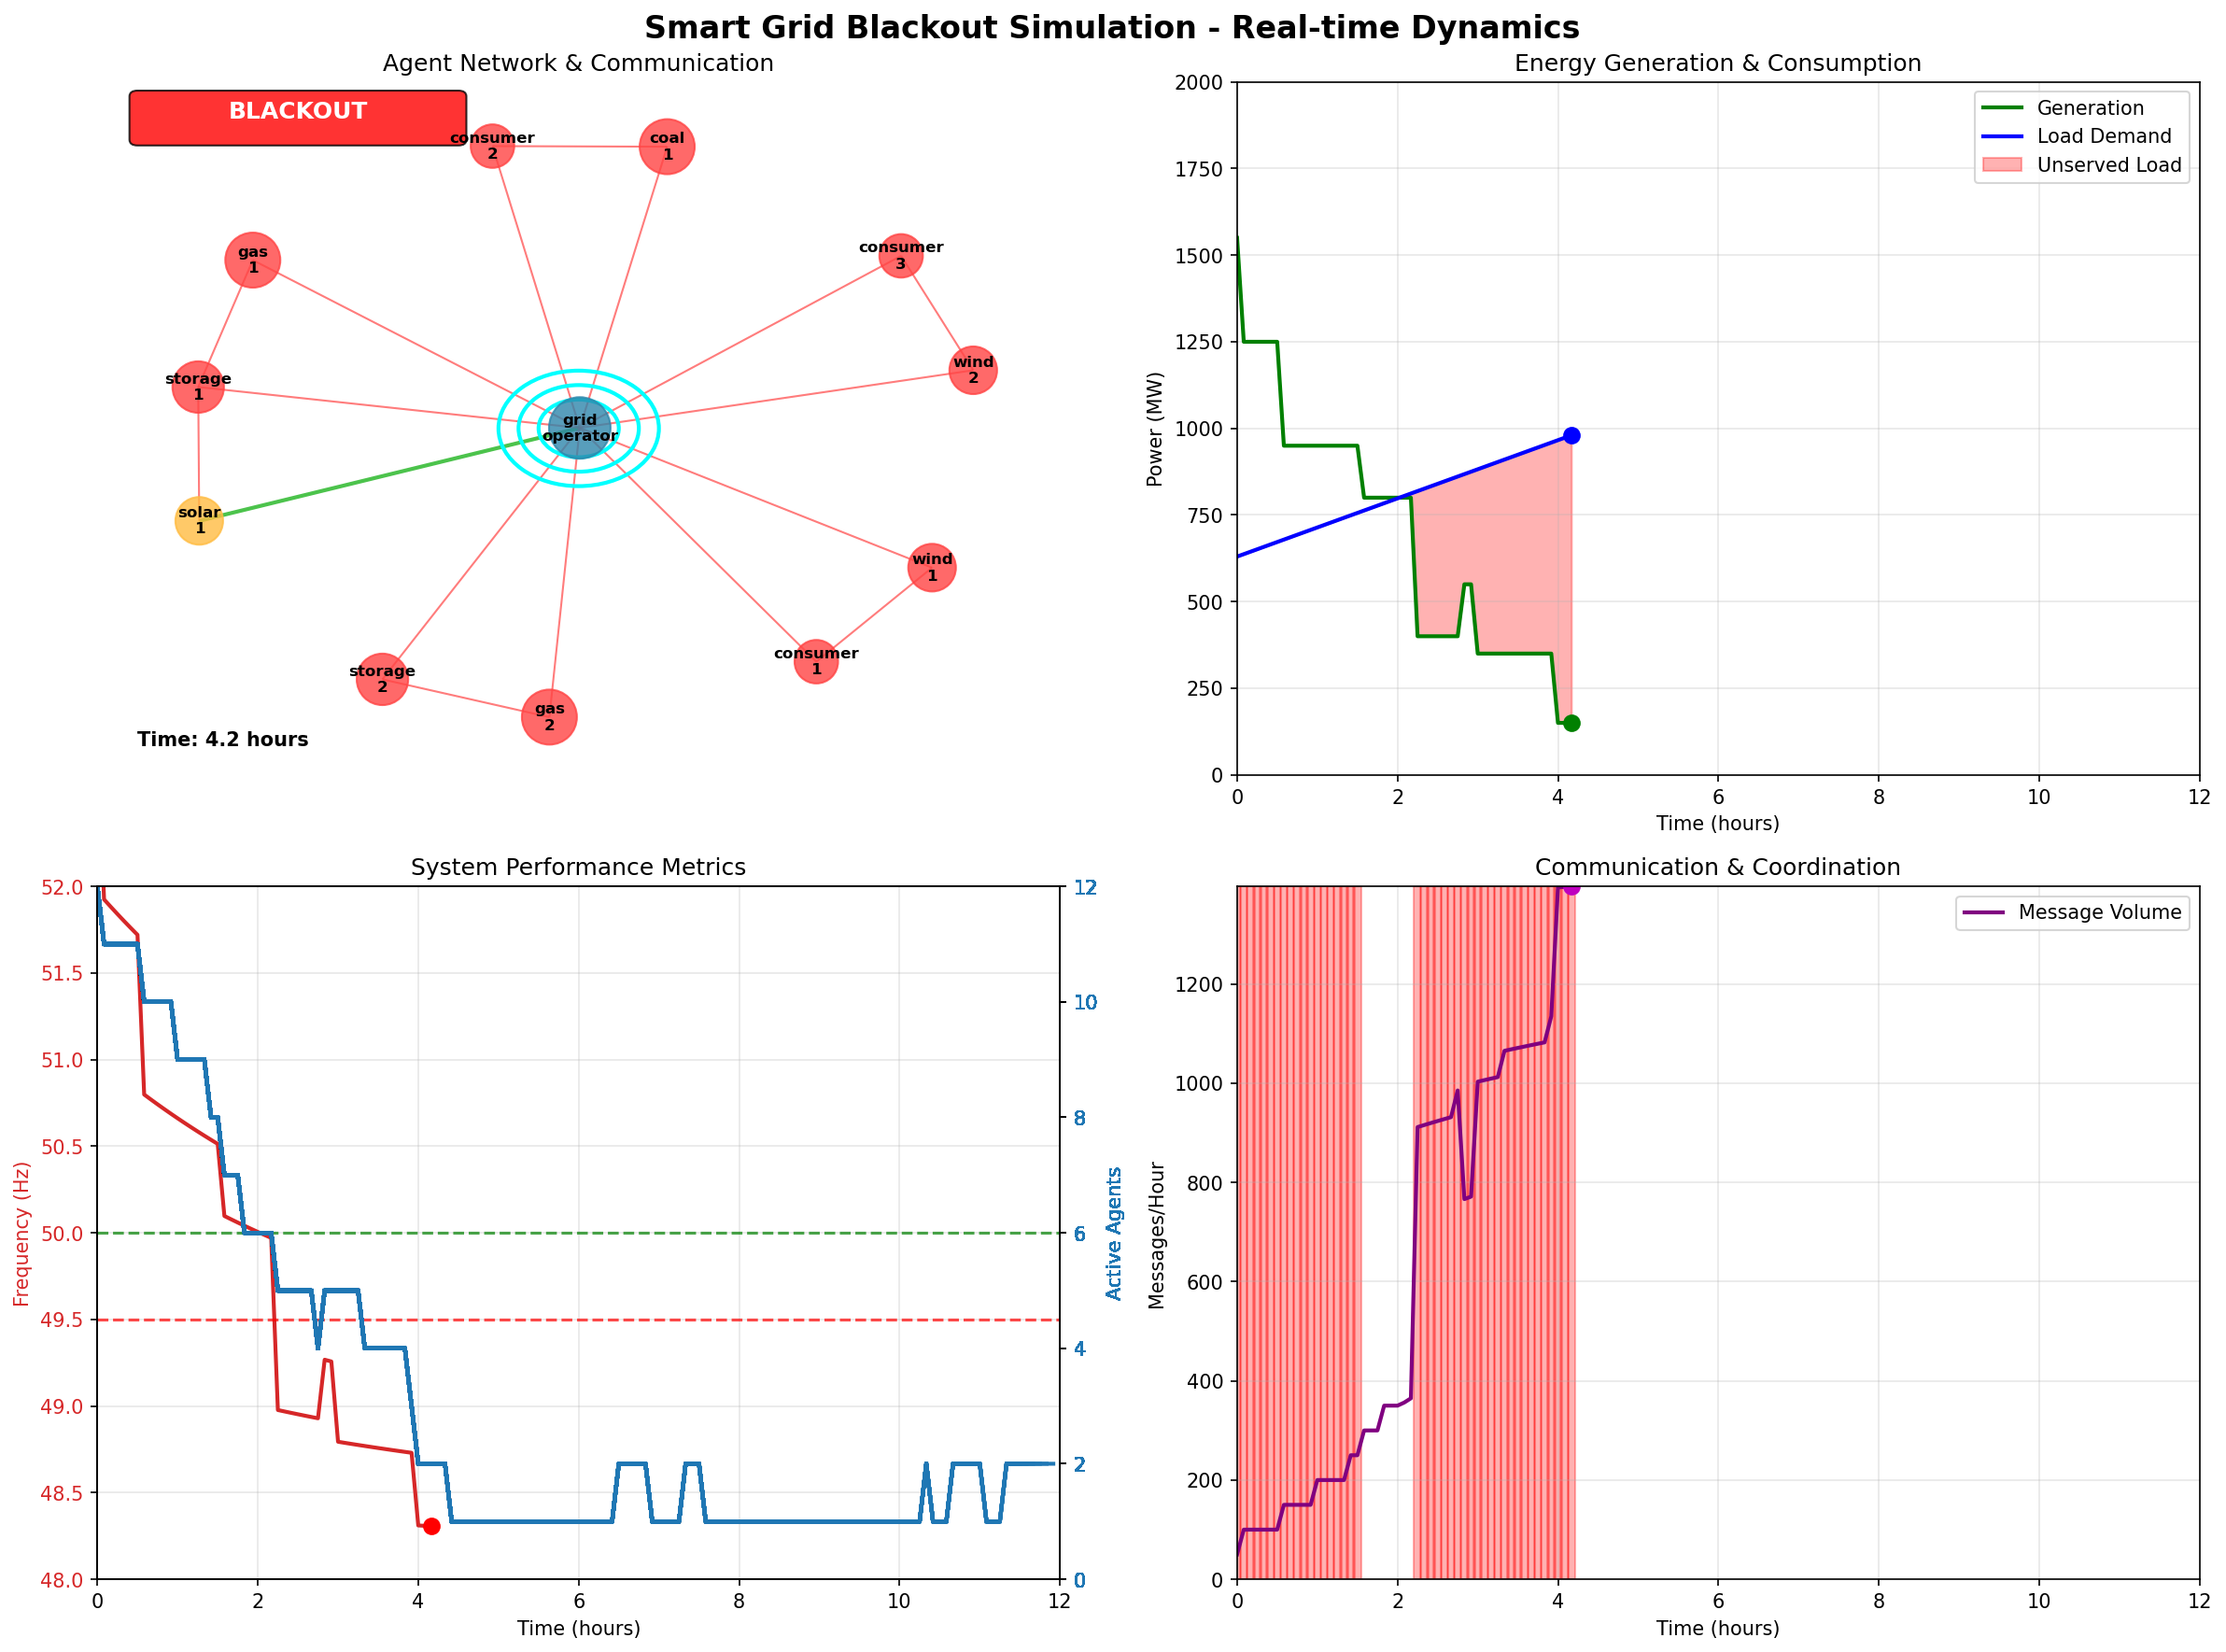 Smart Grid Blackout Simulation - Real-time Dynamics
Agent Network & Communication
BLACKOUT
consumer
2
coal
1
consumer
3
gas
1
wind
2
storage
1
grid
operator
solar
1
wind
1
consumer
1
storage
2
gas
2
Time: 4.2 hours
Energy Generation & Consumption
Generation
Load Demand
Unserved Load
Power (MW)
2000
1750
1500
1250
1000
750
500
250
0
0 2 4 6 8 10 12
Time (hours)
System Performance Metrics
Frequency (Hz)
52.0
51.5
51.0
50.5
50.0
49.5
49.0
48.5
48.0
12
10
8
6
4
2
0
Active Agents
0 2 4 6 8 10 12
Time (hours)
Communication & Coordination
Message Volume
Messages/Hour
1200
1000
800
600
400
200
0
0 2 4 6 8 10 12
Time (hours)